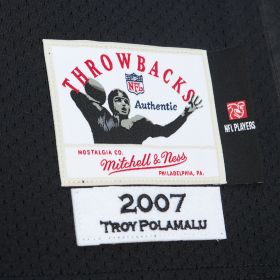 THROWBACKS
NFL
Authentic
NFL PLAYERS
NOSTALGIA CO.
Mitchell & Ness
PHILADELPHIA, PA.
2007
TROY POLAMALU